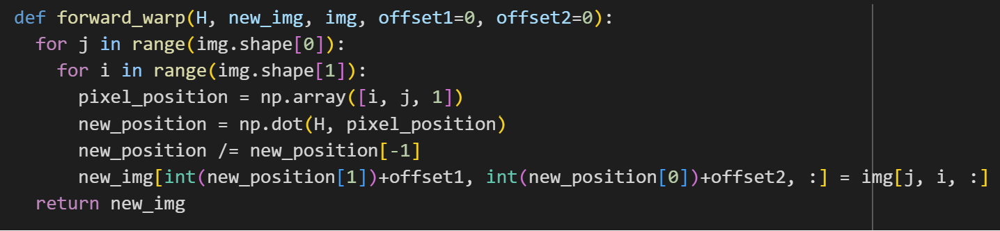 def forward_warp(H, new_img, img, offset1=0, offset2=0):
  for j in range(img.shape[0]):
    for i in range(img.shape[1]):
      pixel_position = np.array([i, j, 1])
      new_position = np.dot(H, pixel_position)
      new_position /= new_position[-1]
      new_img[int(new_position[1])+offset1, int(new_position[0])+offset2, :] = img[j, i, :]
  return new_img